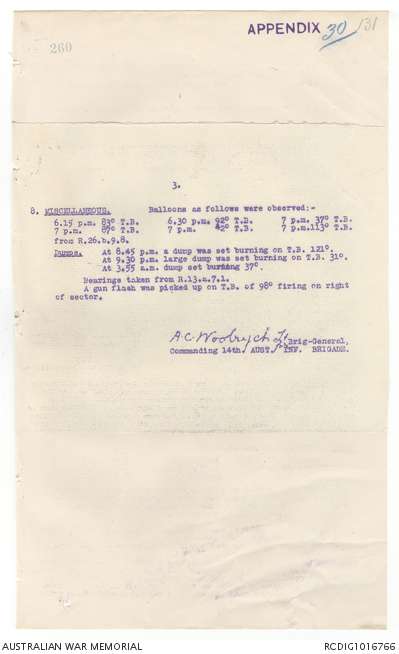 APPENDIX 30 131
260
3.
8. MISCELLANEOUS. Balloons as follows were observed:-
6.15 p.m. 83° T.B. 6.30 p.m. 92° T.B. 7 p.m. 37° T.B.
7 p.m. 87° T.B. 7 p.m. 42° T.B. 7 p.m.113° T.B.
from R.26.b.9.8.
Dumps. At 8.45 p.m. a dump was set burning on T.B. 121°.
At 9.30 p.m. large dump was set burning on T.B. 310.
At 3.55 a.m. dump set burning 37°.
Bearings taken from R.13.a.7.1.
A gun flash was picked up on T.B. of 98° firing on right
of sector.
A.C. Woolrych Lt
Brig-General,
Commanding 14th. AUST. INF. BRIGADE.
AUSTRALIAN WAR MEMORIAL RCDIG1016766